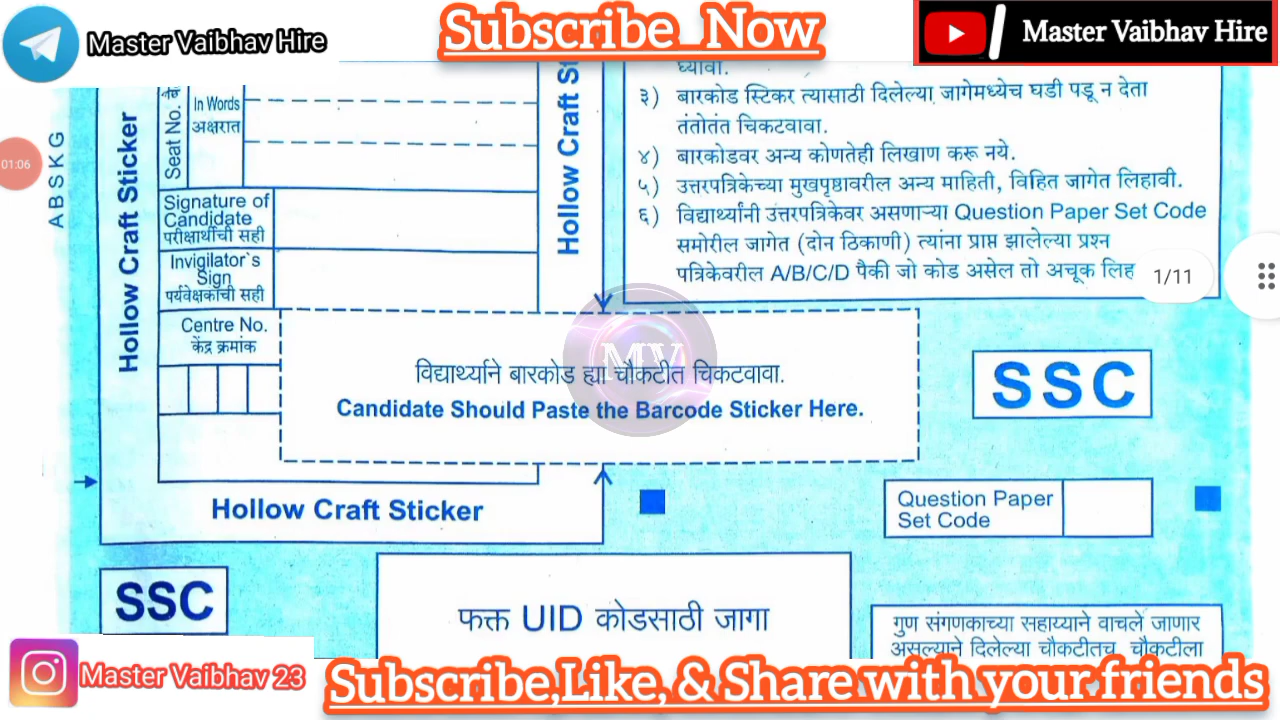 Master Vaibhav Hire
Subscribe Now
Master Vaibhav Hire
01:06
ABSKG
Hollow Craft Sticker
Seat No.
In Words
अक्षरात
Signature of
Candidate
परीक्षार्थीची सही
Invigilator`s
Sign
पर्यवेक्षकाची सही
Centre No.
केंद्र क्रमांक
Hollow Craft St
घ्यावा.
३) बारकोड स्टिकर त्यासाठी दिलेल्या जागेमध्येच घडी पडू न देता
तंतोतंत चिकटवावा.
४) बारकोडवर अन्य कोणतेही लिखाण करू नये.
५) उत्तरपत्रिकेच्या मुखपृष्ठावरील अन्य माहिती, विहित जागेत लिहावी.
६) विद्यार्थ्यांनी उत्तरपत्रिकेवर असणाऱ्या Question Paper Set Code
समोरील जागेत (दोन ठिकाणी) त्यांना प्राप्त झालेल्या प्रश्न
पत्रिकेवरील A/B/C/D पैकी जो कोड असेल तो अचूक लिह
1/11
MV
विद्यार्थ्याने बारकोड ह्या चौकटीत चिकटवावा.
Candidate Should Paste the Barcode Sticker Here.
SSC
Hollow Craft Sticker
Question Paper
Set Code
SSC
फक्त UID कोडसाठी जागा
गुण संगणकाच्या सहाय्याने वाचले जाणार
असल्याने दिलेल्या चौकटीतच, चौकटीला
Master Vaibhav 23
Subscribe,Like, & Share with your friends